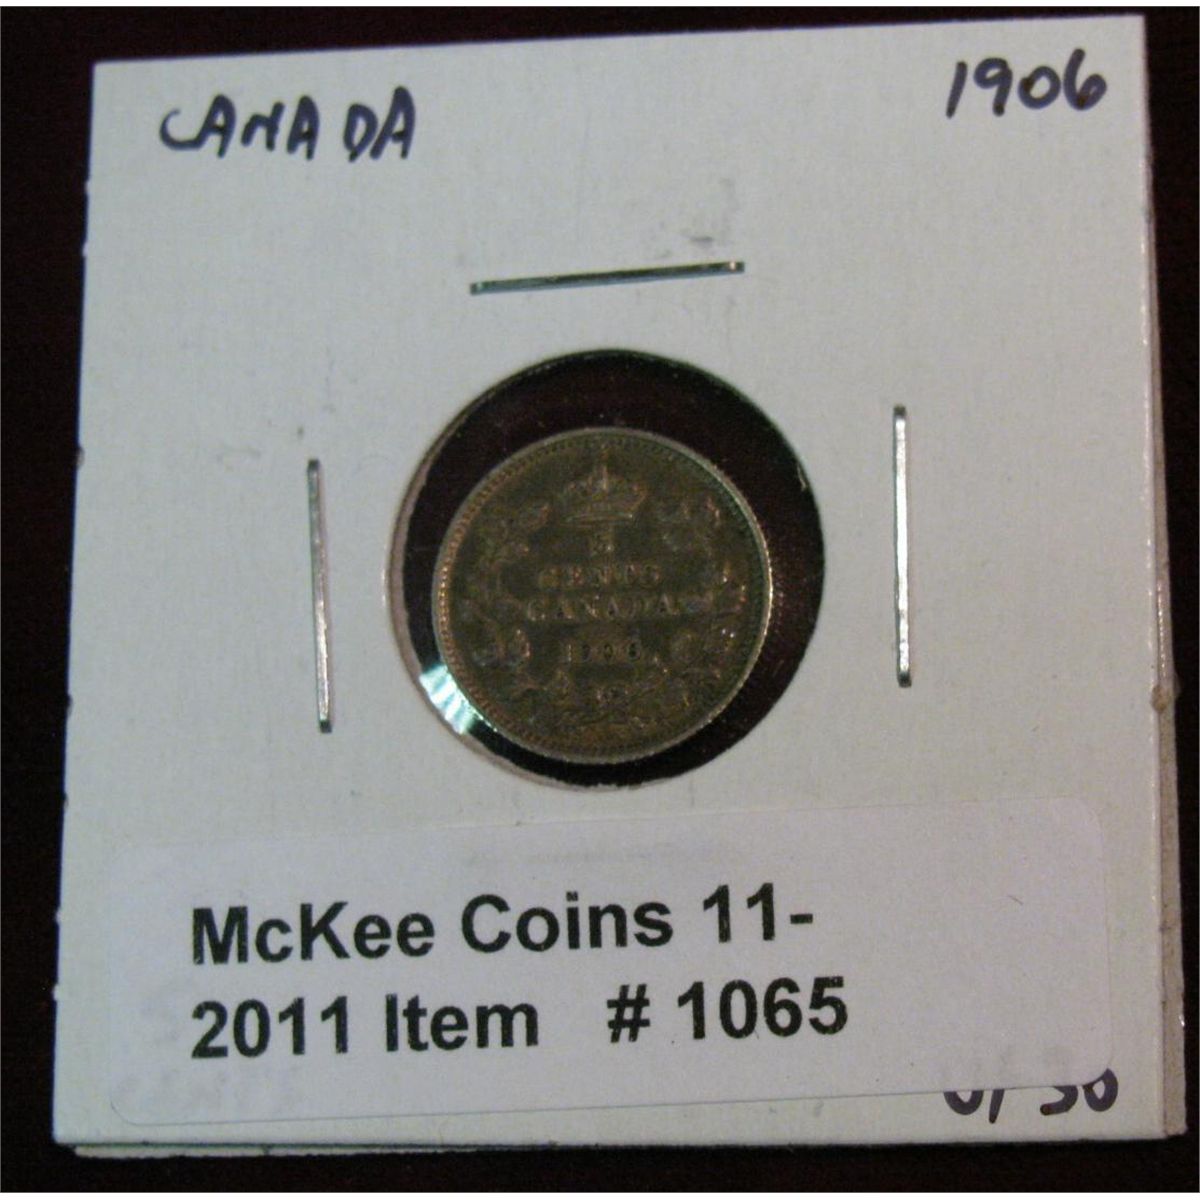 CANADA 1906
5
CENTS
CANADA
1906
McKee Coins 11-
2011 Item # 1065